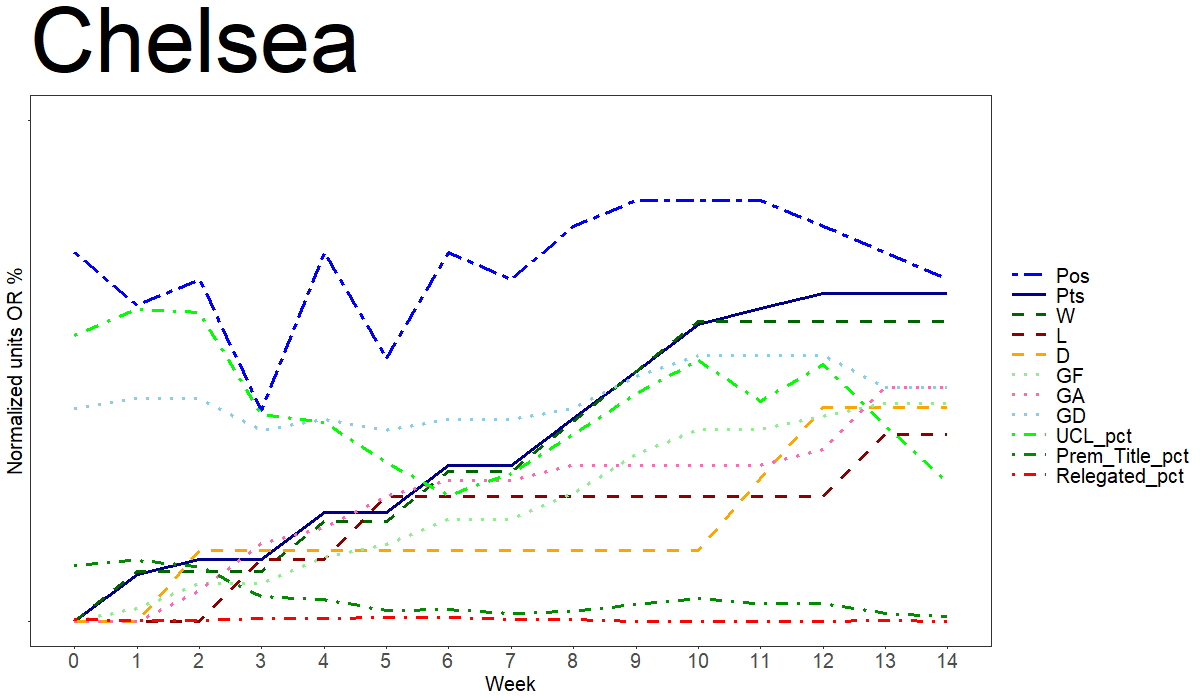 Chelsea
Normalized units OR %
Pos
Pts
W
L
D
GF
GA
GD
UCL_pct
Prem_Title_pct
Relegated_pct
0 1 2 3 4 5 6 7 8 9 10 11 12 13 14
Week